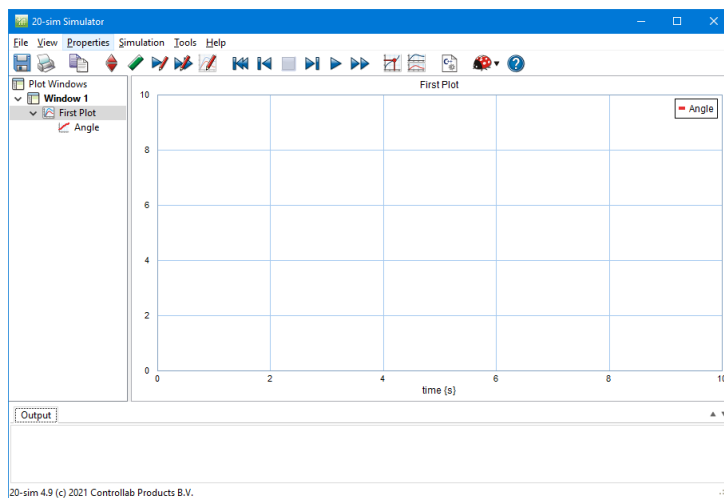 20-sim Simulator
File View Properties Simulation Tools Help
Plot Windows
Window 1
First Plot
Angle
First Plot
Angle
10
8
6
4
2
0
0 2 4 6 8 10
time {s}
Output
20-sim 4.9 (c) 2021 Controllab Products B.V.